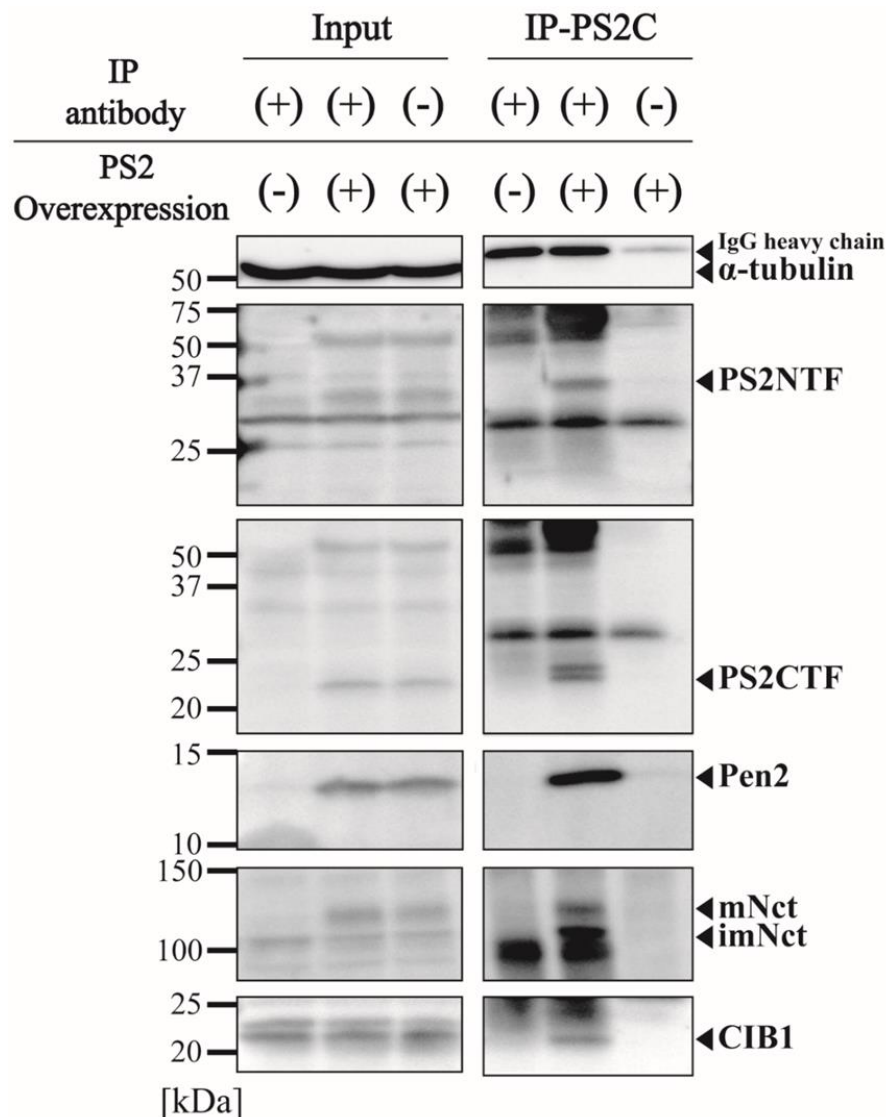 Input IP-PS2C
IP
antibody
(+) (+) (-) (+) (+) (-)
PS2
Overexpression
(-) (+) (+) (-) (+) (+)
IgG heavy chain
50 α-tubulin
75
50
37 PS2NTF
25
50
37
25
PS2CTF
20
15
Pen2
10
150
mNct
imNct
100
25
CIB1
20
[kDa]